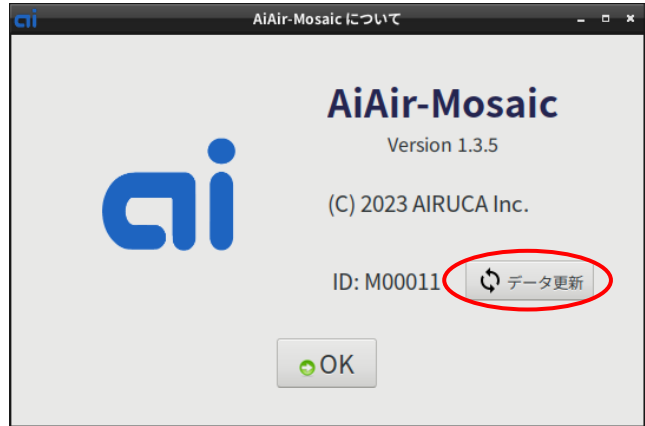 ai
AiAir-Mosaic について
ai
AiAir-Mosaic
Version 1.3.5
(C) 2023 AIRUCA Inc.
ID: M00011
データ更新
OK